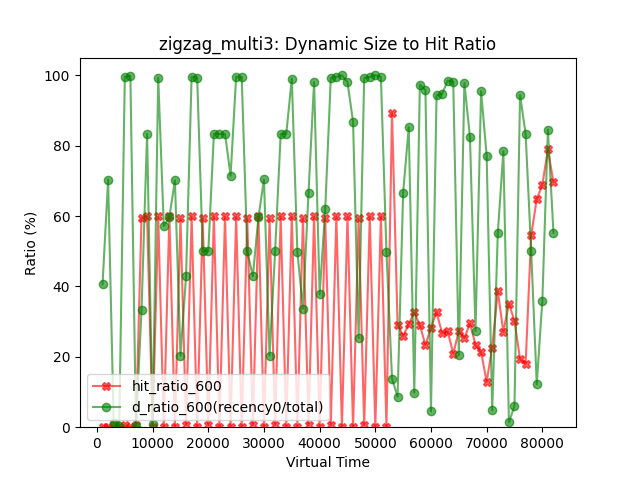 zigzag_multi3: Dynamic Size to Hit Ratio
100
80
60
40
20
0
Ratio (%)
hit_ratio_600
d_ratio_600(recency0/total)
0 10000 20000 30000 40000 50000 60000 70000 80000
Virtual Time